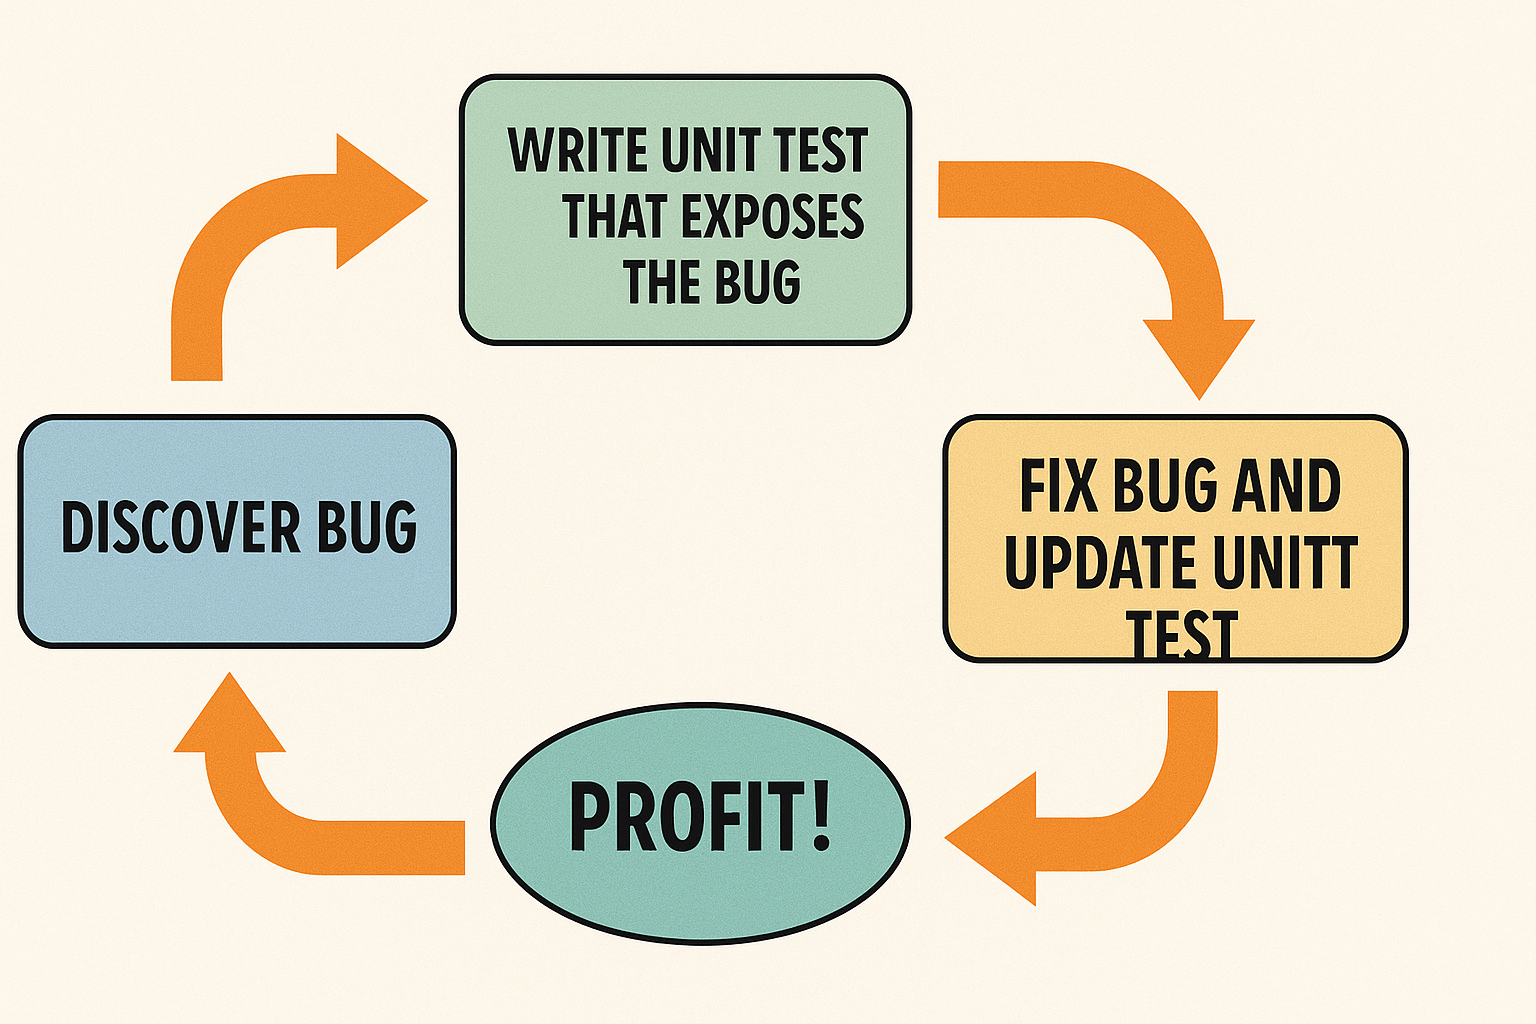 WRITE UNIT TEST
THAT EXPOSES
THE BUG
DISCOVER BUG
FIX BUG AND
UPDATE UNITT
TEST
PROFIT!